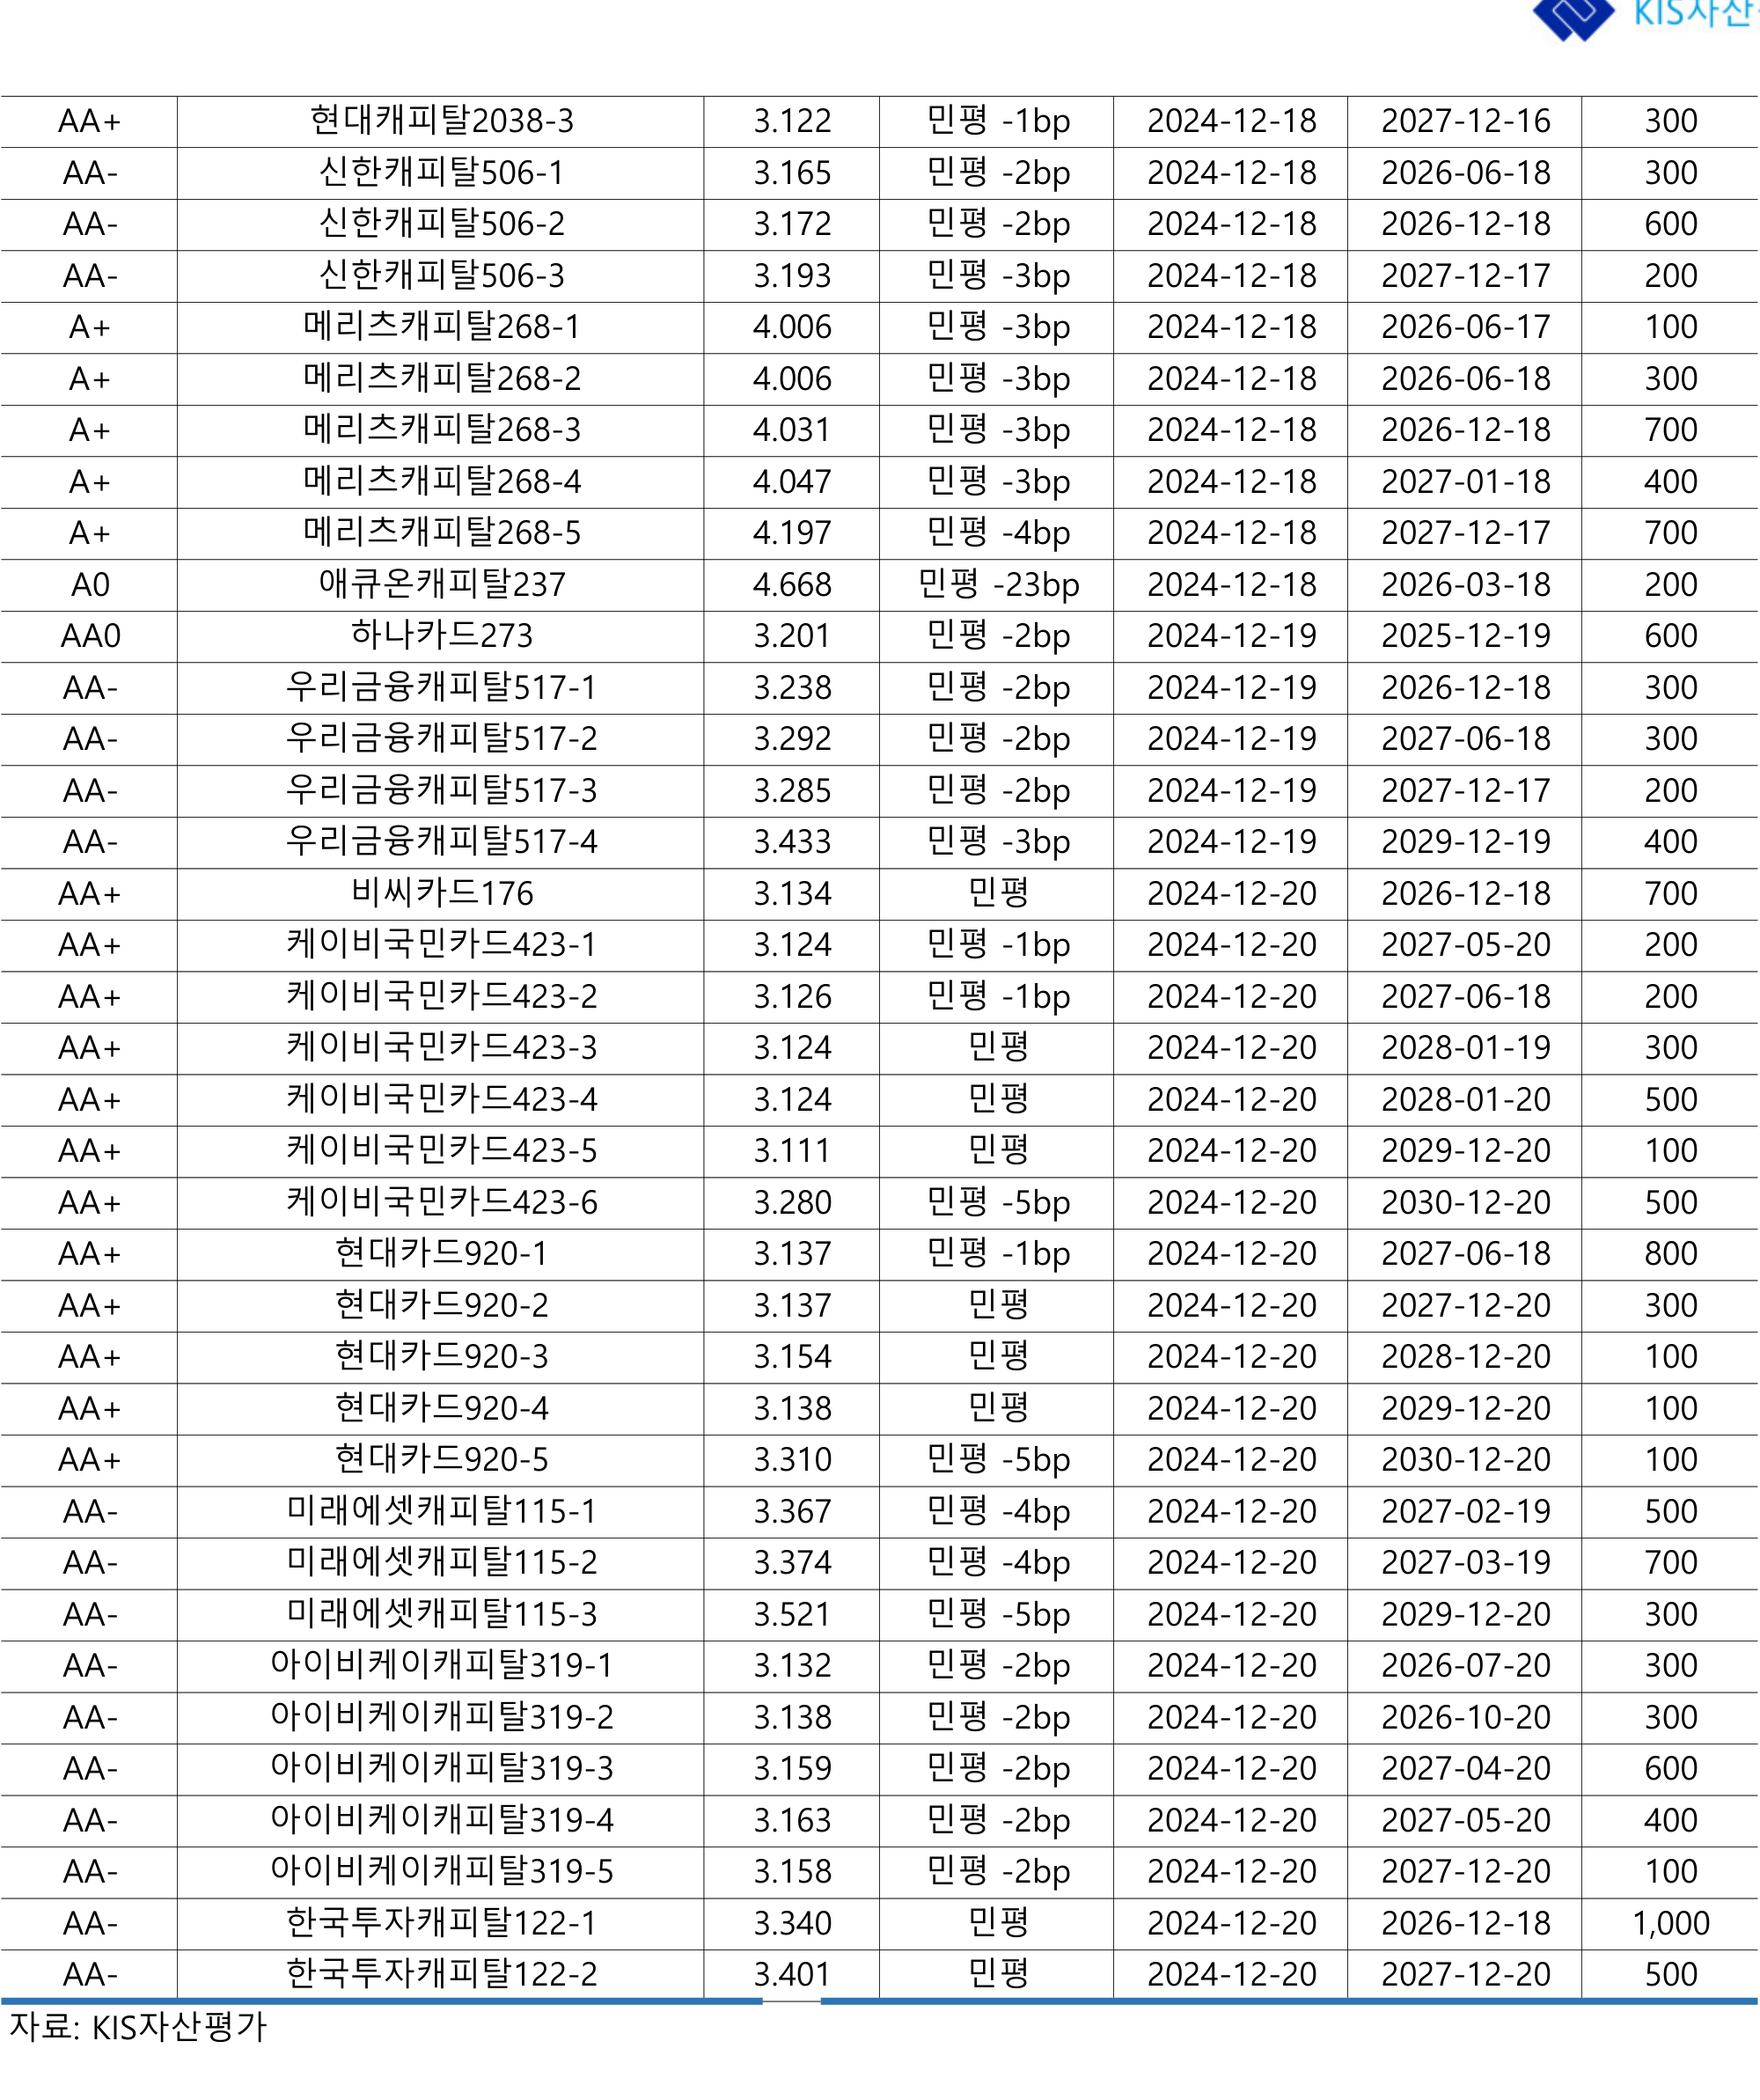 KIS자산
AA+ 현대캐피탈2038-3 3.122 민평 -1bp 2024-12-18 2027-12-16 300
AA- 신한캐피탈506-1 3.165 민평 -2bp 2024-12-18 2026-06-18 300
AA- 신한캐피탈506-2 3.172 민평 -2bp 2024-12-18 2026-12-18 600
AA- 신한캐피탈506-3 3.193 민평 -3bp 2024-12-18 2027-12-17 200
A+ 메리츠캐피탈268-1 4.006 민평 -3bp 2024-12-18 2026-06-17 100
A+ 메리츠캐피탈268-2 4.006 민평 -3bp 2024-12-18 2026-06-18 300
A+ 메리츠캐피탈268-3 4.031 민평 -3bp 2024-12-18 2026-12-18 700
A+ 메리츠캐피탈268-4 4.047 민평 -3bp 2024-12-18 2027-01-18 400
A+ 메리츠캐피탈268-5 4.197 민평 -4bp 2024-12-18 2027-12-17 700
A0 애큐온캐피탈237 4.668 민평 -23bp 2024-12-18 2026-03-18 200
AA0 하나카드273 3.201 민평 -2bp 2024-12-19 2025-12-19 600
AA- 우리금융캐피탈517-1 3.238 민평 -2bp 2024-12-19 2026-12-18 300
AA- 우리금융캐피탈517-2 3.292 민평 -2bp 2024-12-19 2027-06-18 300
AA- 우리금융캐피탈517-3 3.285 민평 -2bp 2024-12-19 2027-12-17 200
AA- 우리금융캐피탈517-4 3.433 민평 -3bp 2024-12-19 2029-12-19 400
AA+ 비씨카드176 3.134 민평 2024-12-20 2026-12-18 700
AA+ 케이비국민카드423-1 3.124 민평 -1bp 2024-12-20 2027-05-20 200
AA+ 케이비국민카드423-2 3.126 민평 -1bp 2024-12-20 2027-06-18 200
AA+ 케이비국민카드423-3 3.124 민평 2024-12-20 2028-01-19 300
AA+ 케이비국민카드423-4 3.124 민평 2024-12-20 2028-01-20 500
AA+ 케이비국민카드423-5 3.111 민평 2024-12-20 2029-12-20 100
AA+ 케이비국민카드423-6 3.280 민평 -5bp 2024-12-20 2030-12-20 500
AA+ 현대카드920-1 3.137 민평 -1bp 2024-12-20 2027-06-18 800
AA+ 현대카드920-2 3.137 민평 2024-12-20 2027-12-20 300
AA+ 현대카드920-3 3.154 민평 2024-12-20 2028-12-20 100
AA+ 현대카드920-4 3.138 민평 2024-12-20 2029-12-20 100
AA+ 현대카드920-5 3.310 민평 -5bp 2024-12-20 2030-12-20 100
AA- 미래에셋캐피탈115-1 3.367 민평 -4bp 2024-12-20 2027-02-19 500
AA- 미래에셋캐피탈115-2 3.374 민평 -4bp 2024-12-20 2027-03-19 700
AA- 미래에셋캐피탈115-3 3.521 민평 -5bp 2024-12-20 2029-12-20 300
AA- 아이비케이캐피탈319-1 3.132 민평 -2bp 2024-12-20 2026-07-20 300
AA- 아이비케이캐피탈319-2 3.138 민평 -2bp 2024-12-20 2026-10-20 300
AA- 아이비케이캐피탈319-3 3.159 민평 -2bp 2024-12-20 2027-04-20 600
AA- 아이비케이캐피탈319-4 3.163 민평 -2bp 2024-12-20 2027-05-20 400
AA- 아이비케이캐피탈319-5 3.158 민평 -2bp 2024-12-20 2027-12-20 100
AA- 한국투자캐피탈122-1 3.340 민평 2024-12-20 2026-12-18 1,000
AA- 한국투자캐피탈122-2 3.401 민평 2024-12-20 2027-12-20 500
자료: KIS자산평가